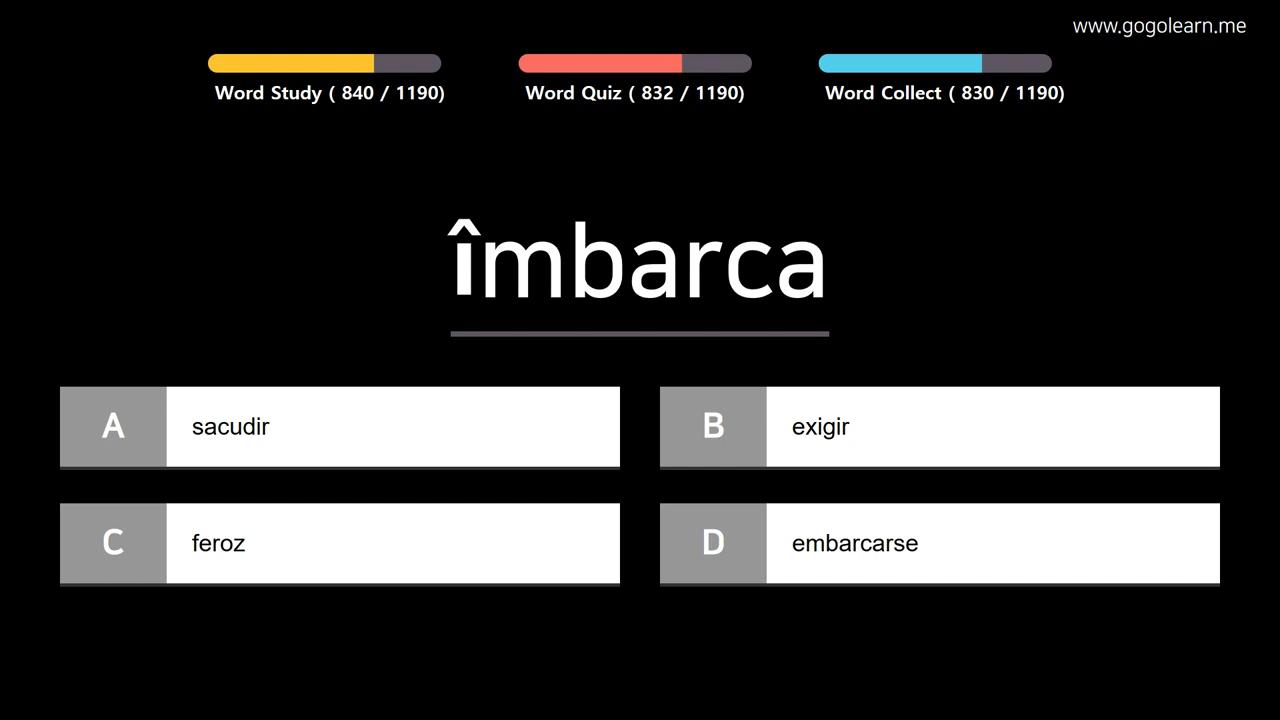 www.gogolearn.me
Word Study ( 840 / 1190)
Word Quiz ( 832 / 1190)
Word Collect ( 830 / 1190)
îmbarca
A sacudir
B exigir
C feroz
D embarcarse